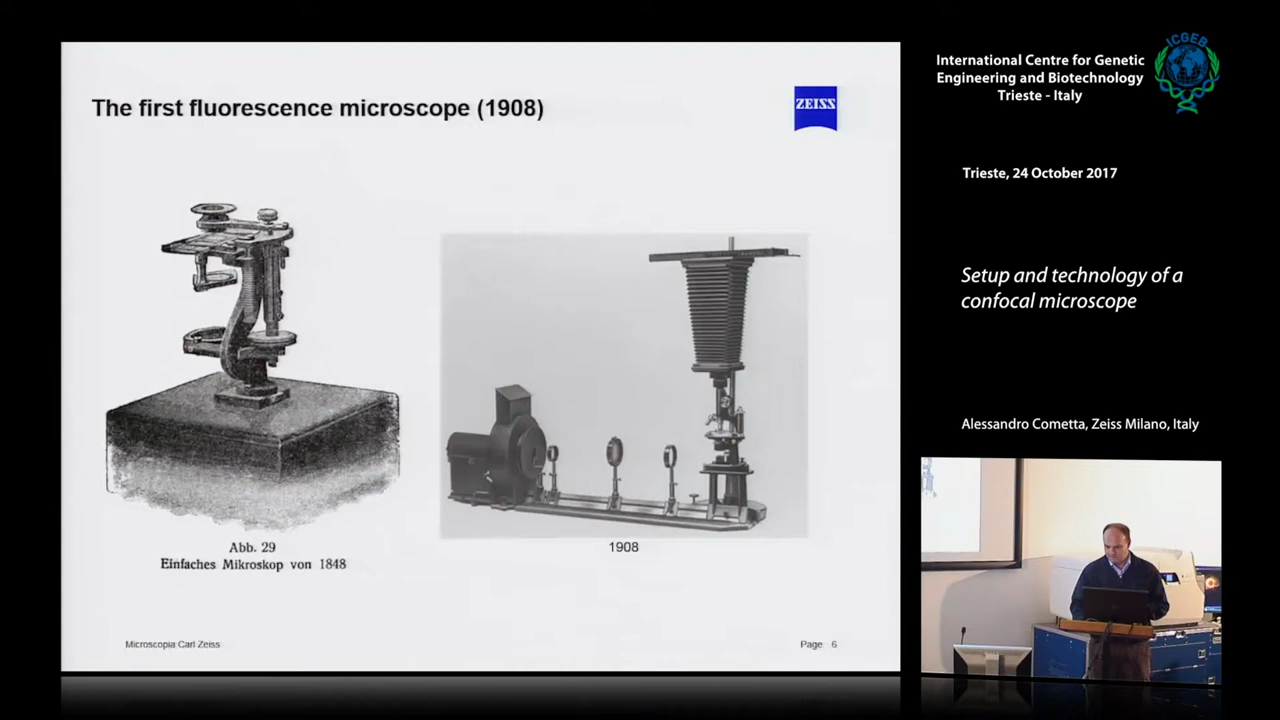 The first fluorescence microscope (1908)
ZEISS
Abb. 29
Einfaches Mikroskop von 1848
1908
Microscopia Carl Zeiss
Page 6
International Centre for Genetic
Engineering and Biotechnology
Trieste - Italy
ICGEB
Trieste, 24 October 2017
Setup and technology of a
confocal microscope
Alessandro Cometta, Zeiss Milano, Italy